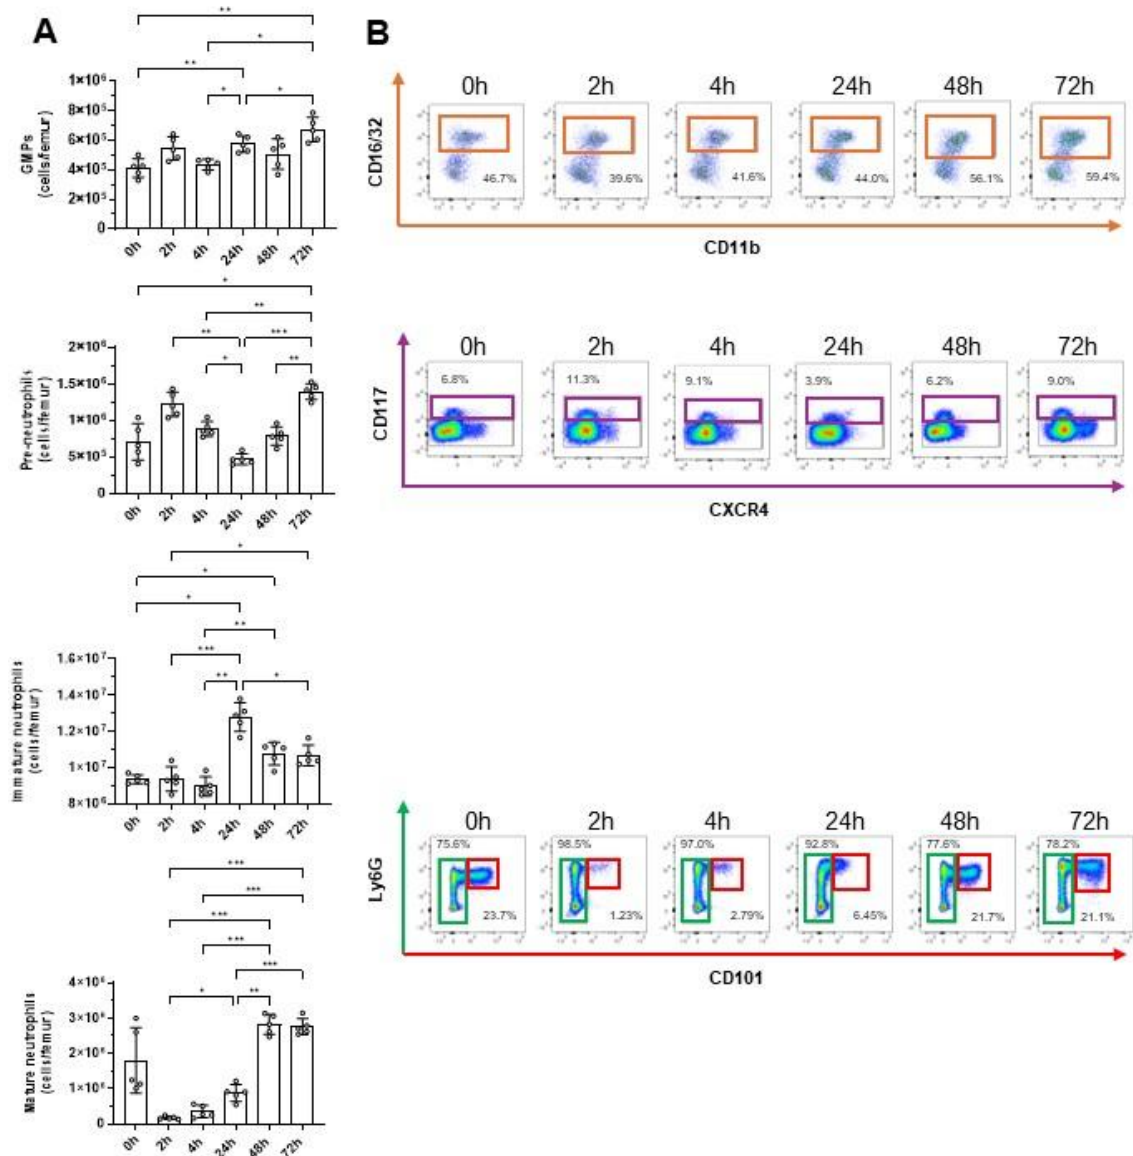 A
B
**
*
**
*
*
1×10⁶
8×10⁵
6×10⁵
4×10⁵
2×10⁵
0
GMPs
(cells/femur)
0h 2h 4h 24h 48h 72h
0h 2h 4h 24h 48h 72h
CD16/32
46.7% 39.6% 41.6% 44.0% 56.1% 59.4%
CD11b
*
**
** ***
* **
2×10⁶
1.5×10⁶
1×10⁶
5×10⁵
0
Pre-neutrophils
(cells/femur)
0h 2h 4h 24h 48h 72h
0h 2h 4h 24h 48h 72h
6.8% 11.3% 9.1% 3.9% 6.2% 9.0%
CD117
CXCR4
*
*
*
**
***
** *
1.6×10⁷
1.4×10⁷
1.2×10⁷
1×10⁷
8×10⁶
Immature neutrophils
(cells/femur)
0h 2h 4h 24h 48h 72h
0h 2h 4h 24h 48h 72h
75.6% 98.5% 97.0% 92.8% 77.6% 78.2%
Ly6G
23.7% 1.23% 2.79% 6.45% 21.7% 21.1%
CD101
***
***
***
***
***
* **
4×10⁶
3×10⁶
2×10⁶
1×10⁶
0
Mature neutrophils
(cells/femur)
0h 2h 4h 24h 48h 72h